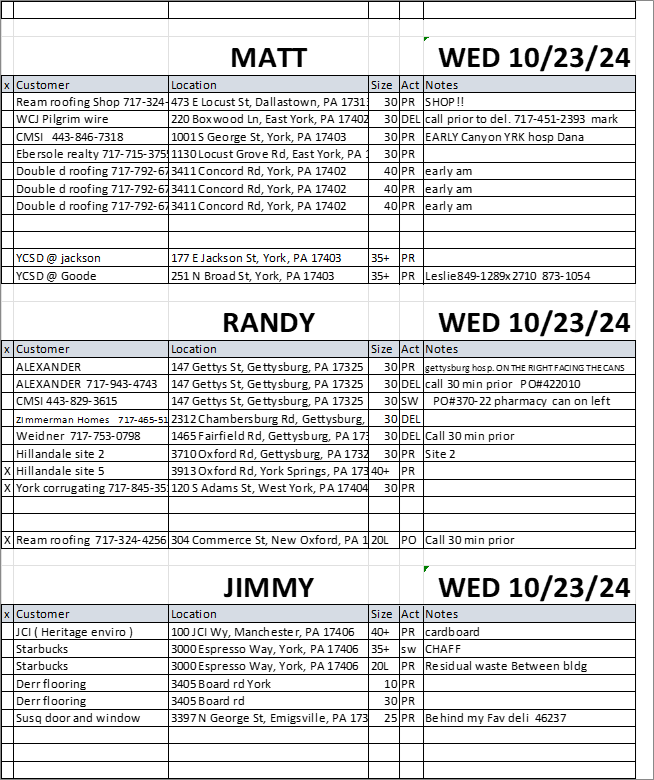 MATT WED 10/23/24
x Customer Location Size Act Notes
Ream roofing Shop 717-324- 473 E Locust St, Dallastown, PA 1731 30 PR SHOP!!
WCJ Pilgrim wire 220 Boxwood Ln, East York, PA 17402 30 DEL call prior to del. 717-451-2393 mark
CMSI 443-846-7318 1001 S George St, York, PA 17403 30 PR EARLY Canyon YRK hosp Dana
Ebersole realty 717-715-375 1130 Locust Grove Rd, East York, PA 1 30 PR
Double d roofing 717-792-67 3411 Concord Rd, York, PA 17402 40 PR early am
Double d roofing 717-792-67 3411 Concord Rd, York, PA 17402 40 PR early am
Double d roofing 717-792-67 3411 Concord Rd, York, PA 17402 40 PR early am
YCSD @ jackson 177 E Jackson St, York, PA 17403 35+ PR
YCSD @ Goode 251 N Broad St, York, PA 17403 35+ PR Leslie849-1289x2710 873-1054
RANDY WED 10/23/24
x Customer Location Size Act Notes
ALEXANDER 147 Gettys St, Gettysburg, PA 17325 30 PR gettysburg hosp. ON THE RIGHT FACING THE CANS
ALEXANDER 717-943-4743 147 Gettys St, Gettysburg, PA 17325 30 DEL call 30 min prior PO#422010
CMSI 443-829-3615 147 Gettys St, Gettysburg, PA 17325 30 SW PO#370-22 pharmacy can on left
Zimmerman Homes 717-465-51 2312 Chambersburg Rd, Gettysburg, 30 DEL
Weidner 717-753-0798 1465 Fairfield Rd, Gettysburg, PA 173 30 DEL Call 30 min prior
Hillandale site 2 3710 Oxford Rd, Gettysburg, PA 1732 30 PR Site 2
X Hillandale site 5 3913 Oxford Rd, York Springs, PA 173 40+ PR
X York corrugating 717-845-35 120 S Adams St, West York, PA 17404 30 PR
X Ream roofing 717-324-4256 304 Commerce St, New Oxford, PA 1 20L PO Call 30 min prior
JIMMY WED 10/23/24
x Customer Location Size Act Notes
JCI ( Heritage enviro ) 100 JCI Wy, Manchester, PA 17406 40+ PR cardboard
Starbucks 3000 Espresso Way, York, PA 17406 35+ sw CHAFF
Starbucks 3000 Espresso Way, York, PA 17406 20L PR Residual waste Between bldg
Derr flooring 3405 Board rd York 10 PR
Derr flooring 3405 Board rd 30 PR
Susq door and window 3397 N George St, Emigsville, PA 173 25 PR Behind my Fav deli 46237